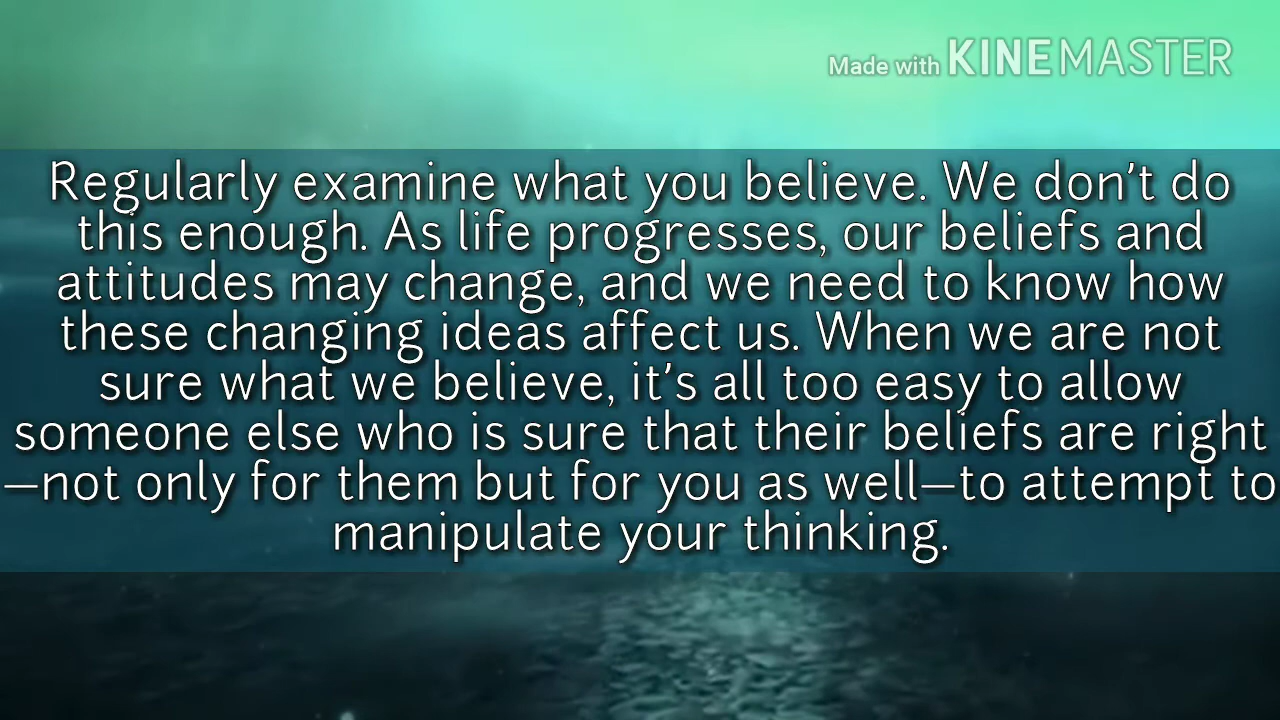 Made with KINEMASTER
Regularly examine what you believe. We don't do
this enough. As life progresses, our beliefs and
attitudes may change, and we need to know how
these changing ideas affect us. When we are not
sure what we believe, it's all too easy to allow
someone else who is sure that their beliefs are right
—not only for them but for you as well—to attempt to
manipulate your thinking.